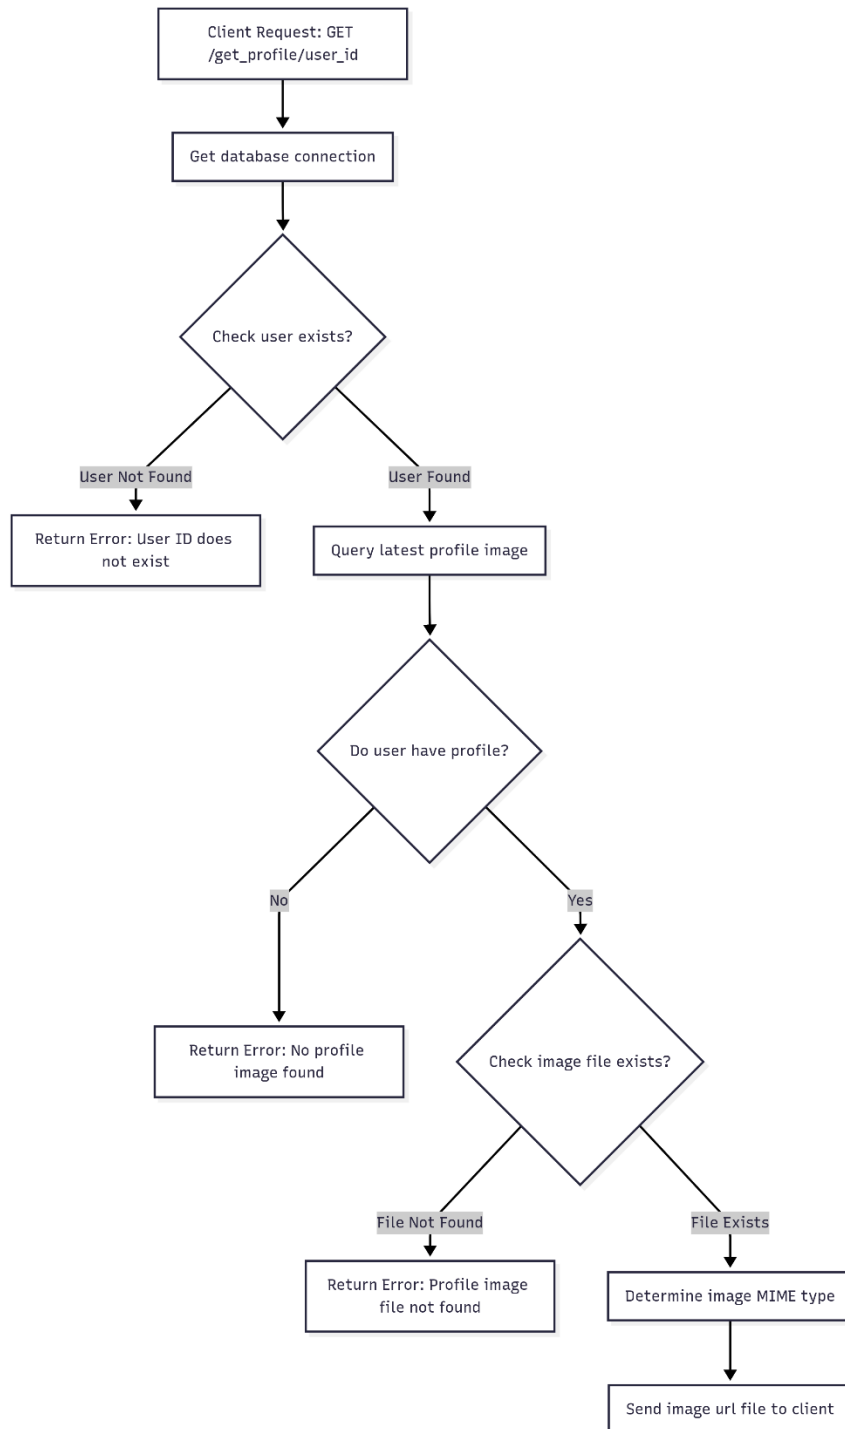 Client Request: GET
/get_profile/user_id
Get database connection
Check user exists?
User Not Found
User Found
Return Error: User ID does
not exist
Query latest profile image
Do user have profile?
No
Yes
Return Error: No profile
image found
Check image file exists?
File Not Found
File Exists
Return Error: Profile image
file not found
Determine image MIME type
Send image url file to client